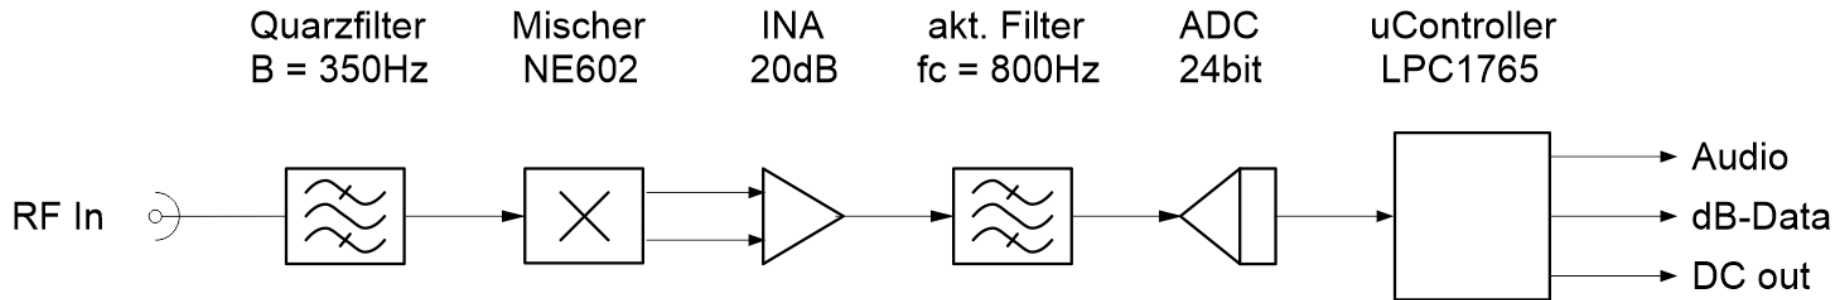 Quarzfilter
B = 350Hz
Mischer
NE602
INA
20dB
akt. Filter
fc = 800Hz
ADC
24bit
uController
LPC1765
RF In
Audio
dB-Data
DC out